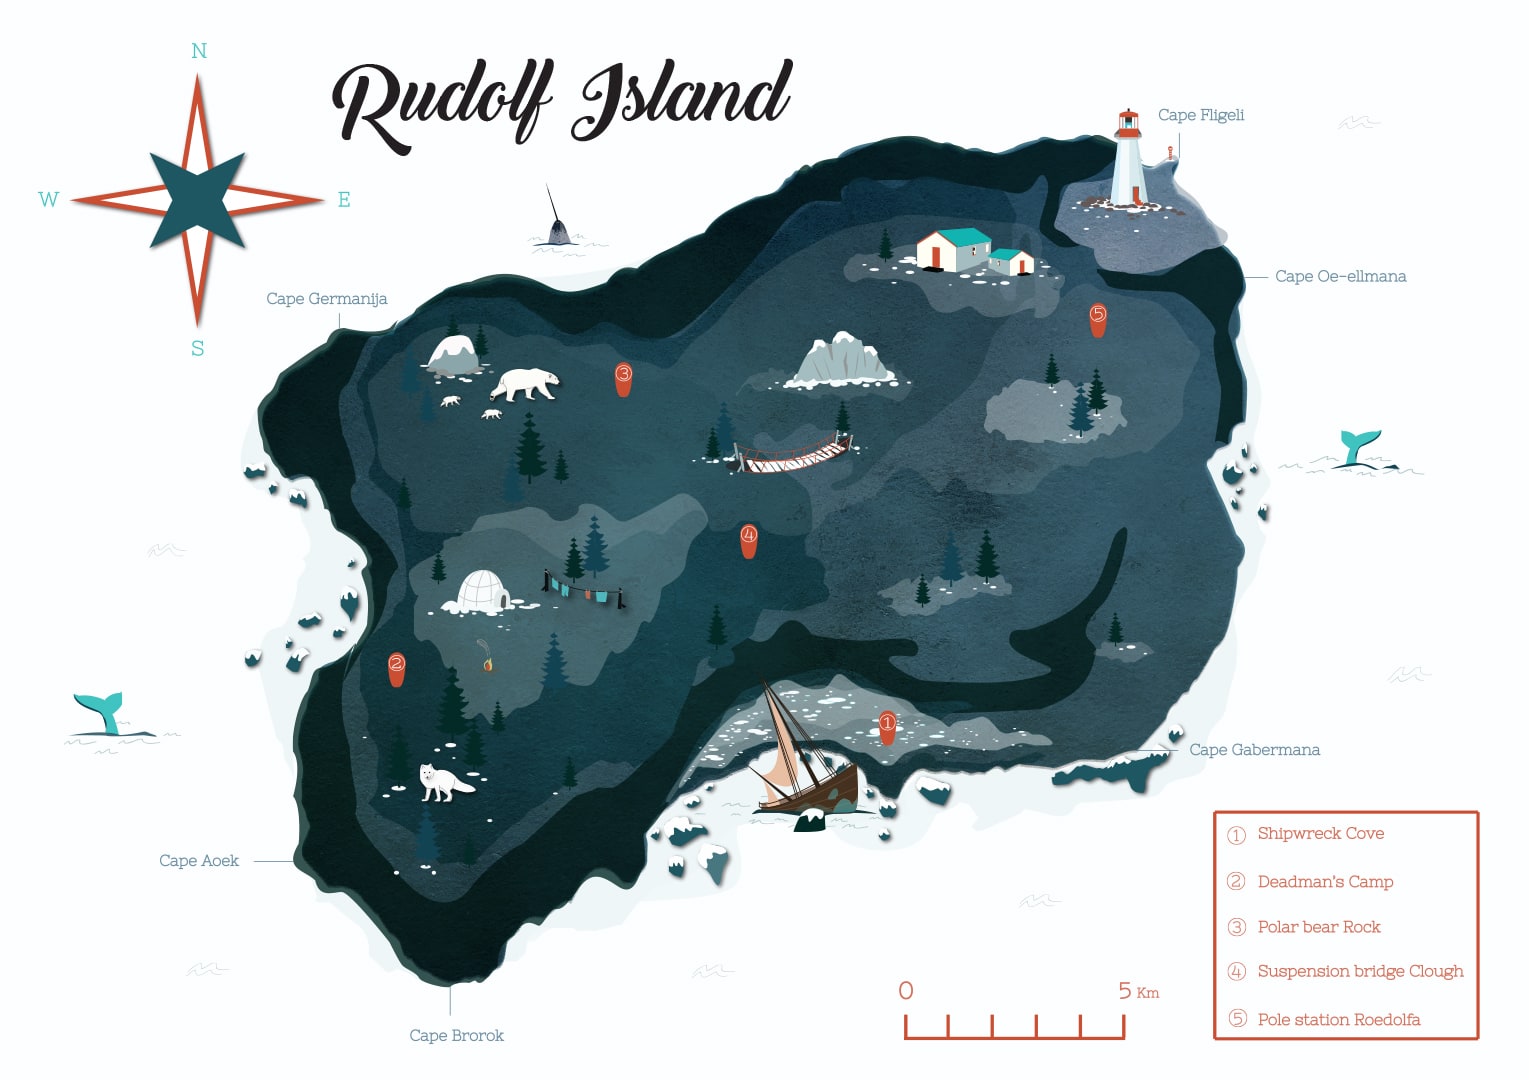 Rudolf Island
N
W
E
S
Cape Fligeli
Cape Oe-ellmana
Cape Germanija
5
3
4
2
1
Cape Gabermana
Cape Aoek
Cape Brorok
0
5 Km
1 Shipwreck Cove
2 Deadman's Camp
3 Polar bear Rock
4 Suspension bridge Clough
5 Pole station Roedolfa